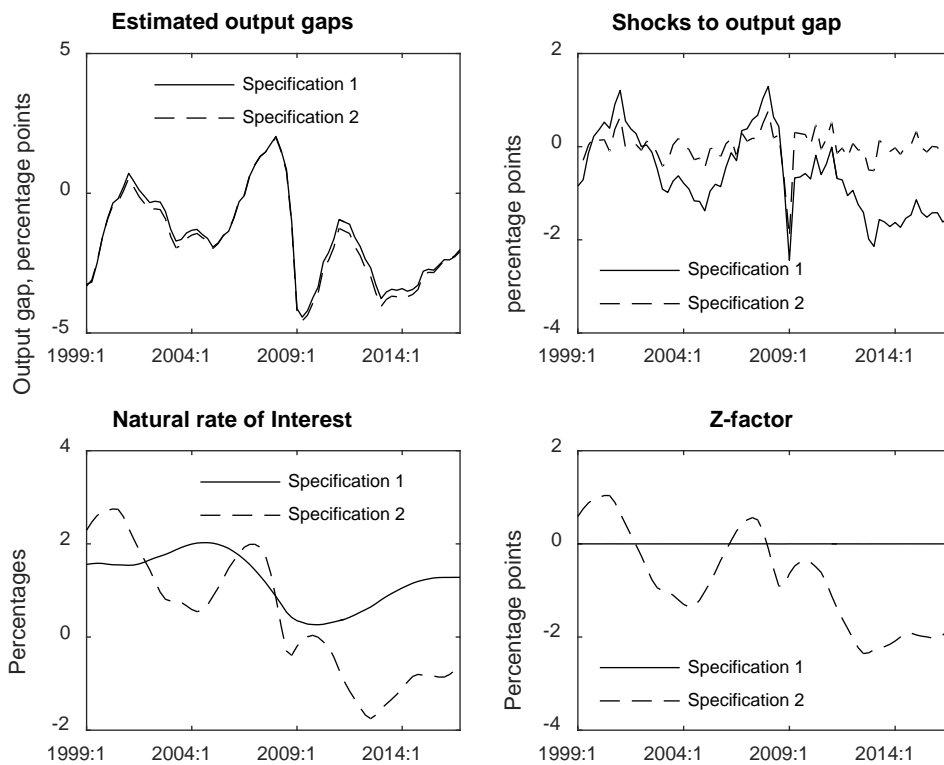 Estimated output gaps
Output gap, percentage points
5
0
-5
Specification 1
Specification 2
1999:1 2004:1 2009:1 2014:1
Shocks to output gap
percentage points
2
0
-2
-4
Specification 1
Specification 2
1999:1 2004:1 2009:1 2014:1
Natural rate of Interest
Percentages
4
2
0
-2
Specification 1
Specification 2
1999:1 2004:1 2009:1 2014:1
Z-factor
Percentage points
2
0
-2
-4
Specification 1
Specification 2
1999:1 2004:1 2009:1 2014:1